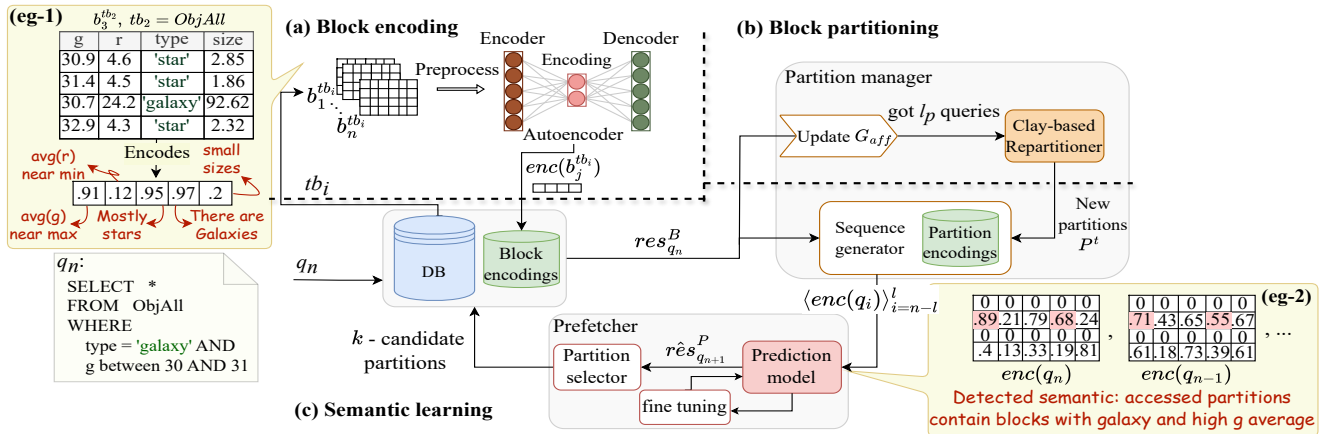 (eg-1)
b_3^{tb_2}, tb_2 = ObjAll
g r type size
30.9 4.6 'star' 2.85
31.4 4.5 'star' 1.86
30.7 24.2 'galaxy' 92.62
32.9 4.3 'star' 2.32
Encodes
avg(r)
near min
small
sizes
.91 .12 .95 .97 .2
avg(g)
near max
Mostly
stars
There are
Galaxies
q_n:
SELECT *
FROM ObjAll
WHERE
type = 'galaxy' AND
g between 30 AND 31
(a) Block encoding
b_1^{tb_i}
⋱
b_n^{tb_i}
Preprocess
Encoder
Encoding
Dencoder
Autoencoder
enc(b_j^{tb_i})
tb_i
q_n
DB
Block
encodings
res_{q_n}^B
(b) Block partitioning
Partition manager
Update G_{aff}
got l_p queries
Clay-based
Repartitioner
New
partitions
P^t
Sequence
generator
Partition
encodings
⟨enc(q_i)⟩_{i=n-l}^l
k - candidate
partitions
Prefetcher
Partition
selector
rês_{q_{n+1}}^P
Prediction
model
fine tuning
(c) Semantic learning
(eg-2)
0 0 0 0 0
.89 .21 .79 .68 .24
0 0 0 0 0
.4 .13 .33 .19 .81
enc(q_n)
,
0 0 0 0 0
.71 .43 .65 .55 .67
0 0 0 0 0
.61 .18 .73 .39 .61
enc(q_{n-1})
, ...
Detected semantic: accessed partitions
contain blocks with galaxy and high g average